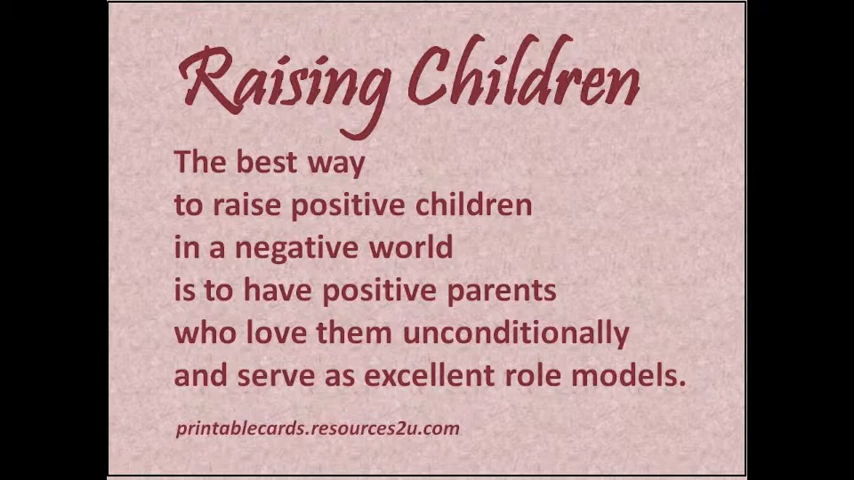 Raising Children
The best way
to raise positive children
in a negative world
is to have positive parents
who love them unconditionally
and serve as excellent role models.
printablecards.resources2u.com